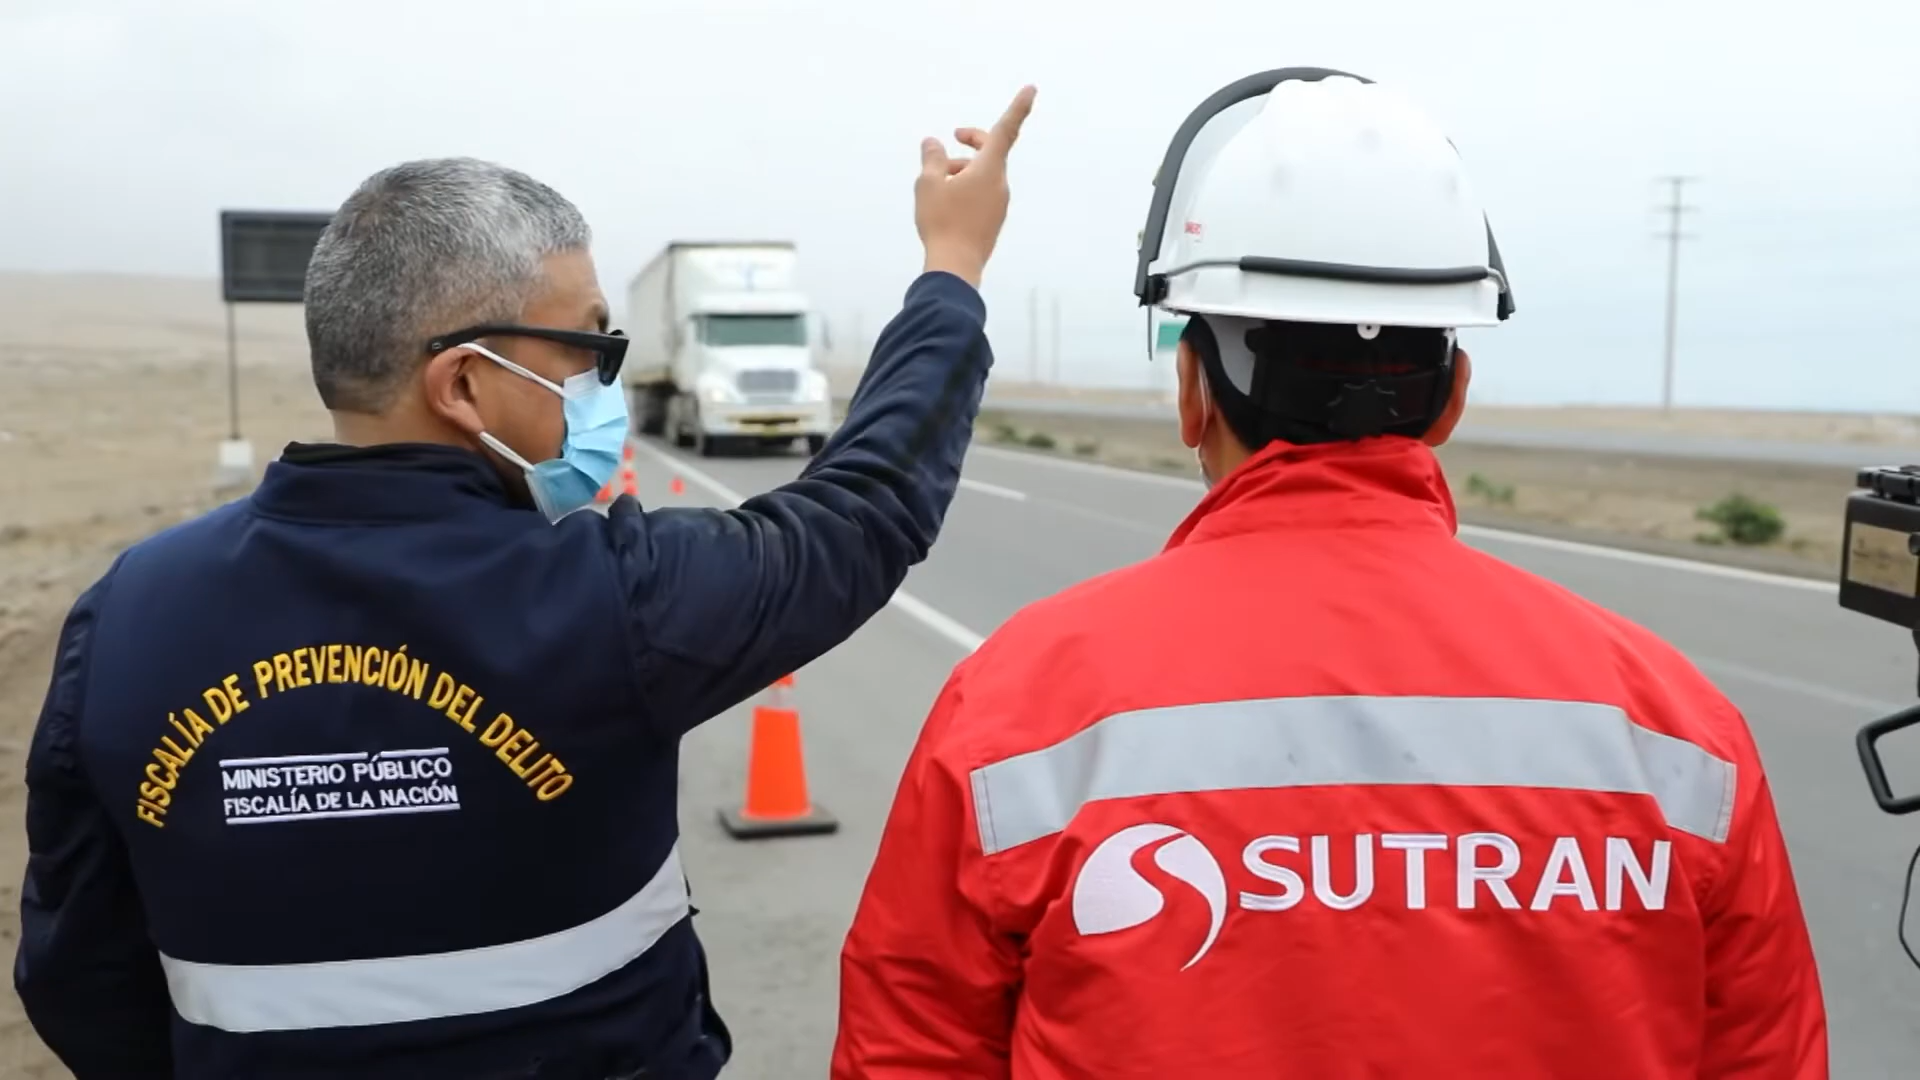 FISCALÍA DE PREVENCIÓN DEL DELITO
MINISTERIO PÚBLICO
FISCALÍA DE LA NACIÓN
SUTRAN